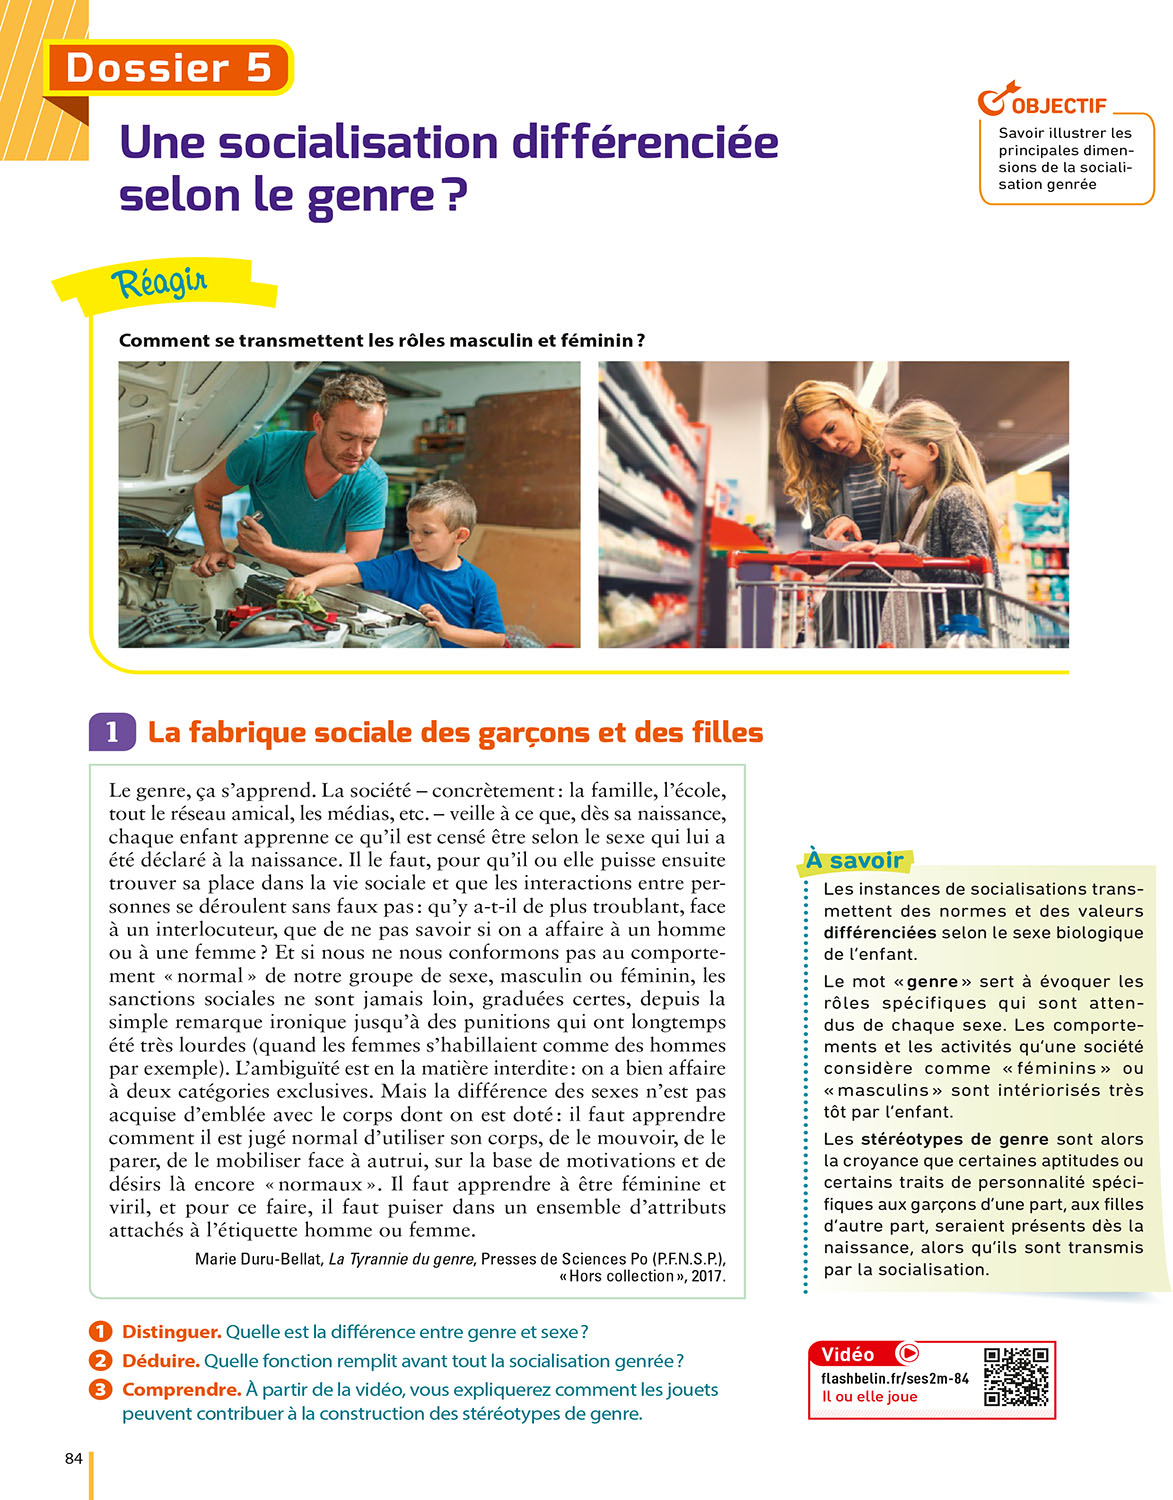 Dossier 5
Une socialisation différenciée
selon le genre ?
OBJECTIF
Savoir illustrer les
principales dimen-
sions de la sociali-
sation genrée
Réagir
Comment se transmettent les rôles masculin et féminin ?
1 La fabrique sociale des garçons et des filles
Le genre, ça s’apprend. La société – concrètement : la famille, l’école,
tout le réseau amical, les médias, etc. – veille à ce que, dès sa naissance,
chaque enfant apprenne ce qu’il est censé être selon le sexe qui lui a
été déclaré à la naissance. Il le faut, pour qu’il ou elle puisse ensuite
trouver sa place dans la vie sociale et que les interactions entre per-
sonnes se déroulent sans faux pas : qu’y a-t-il de plus troublant, face
à un interlocuteur, que de ne pas savoir si on a affaire à un homme
ou à une femme ? Et si nous ne nous conformons pas au comporte-
ment « normal » de notre groupe de sexe, masculin ou féminin, les
sanctions sociales ne sont jamais loin, graduées certes, depuis la
simple remarque ironique jusqu’à des punitions qui ont longtemps
été très lourdes (quand les femmes s’habillaient comme des hommes
par exemple). L’ambiguïté est en la matière interdite : on a bien affaire
à deux catégories exclusives. Mais la différence des sexes n’est pas
acquise d’emblée avec le corps dont on est doté : il faut apprendre
comment il est jugé normal d’utiliser son corps, de le mouvoir, de le
parer, de le mobiliser face à autrui, sur la base de motivations et de
désirs là encore « normaux ». Il faut apprendre à être féminine et
viril, et pour ce faire, il faut puiser dans un ensemble d’attributs
attachés à l’étiquette homme ou femme.
Marie Duru-Bellat, La Tyrannie du genre, Presses de Sciences Po (P.F.N.S.P.),
« Hors collection », 2017.
À savoir
Les instances de socialisations trans-
mettent des normes et des valeurs
différenciées selon le sexe biologique
de l’enfant.
Le mot « genre » sert à évoquer les
rôles spécifiques qui sont atten-
dus de chaque sexe. Les comporte-
ments et les activités qu’une société
considère comme « féminins » ou
« masculins » sont intériorisés très
tôt par l’enfant.
Les stéréotypes de genre sont alors
la croyance que certaines aptitudes ou
certains traits de personnalité spéci-
fiques aux garçons d’une part, aux filles
d’autre part, seraient présents dès la
naissance, alors qu’ils sont transmis
par la socialisation.
1 Distinguer. Quelle est la différence entre genre et sexe ?
2 Déduire. Quelle fonction remplit avant tout la socialisation genrée ?
3 Comprendre. À partir de la vidéo, vous expliquerez comment les jouets
peuvent contribuer à la construction des stéréotypes de genre.
Vidéo
flashbelin.fr/ses2m-84
Il ou elle joue
84